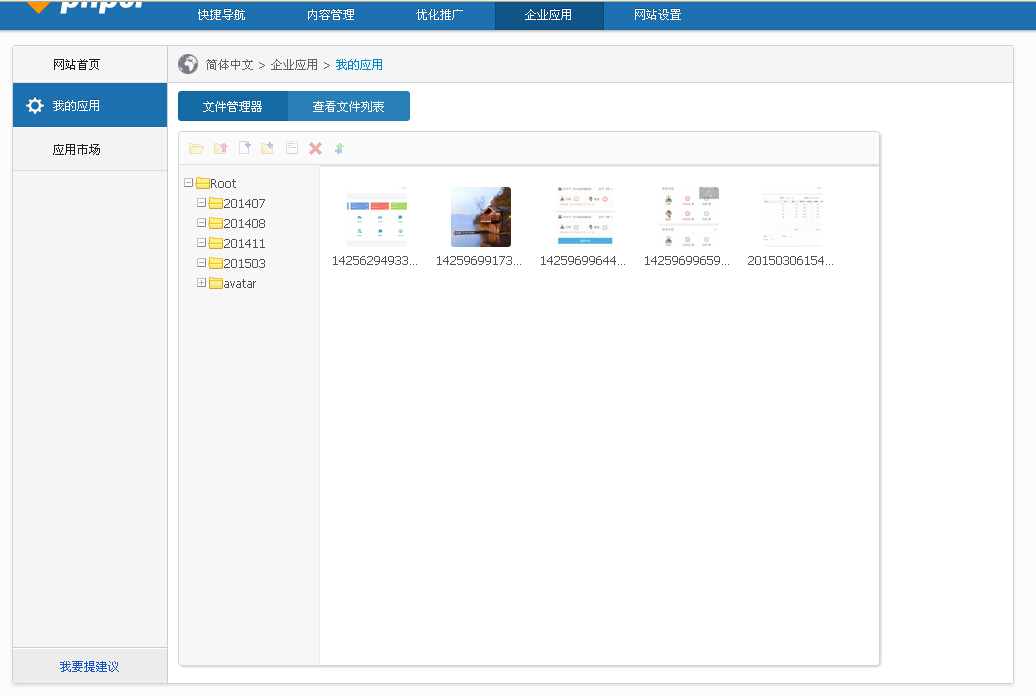 快捷导航 内容管理 优化推广 企业应用 网站设置
网站首页
我的应用
应用市场
我要提建议
简体中文 > 企业应用 > 我的应用
文件管理器 查看文件列表
Root
201407
201408
201411
201503
avatar
14256294933... 14259699173... 14259699644... 14259699659... 20150306154...